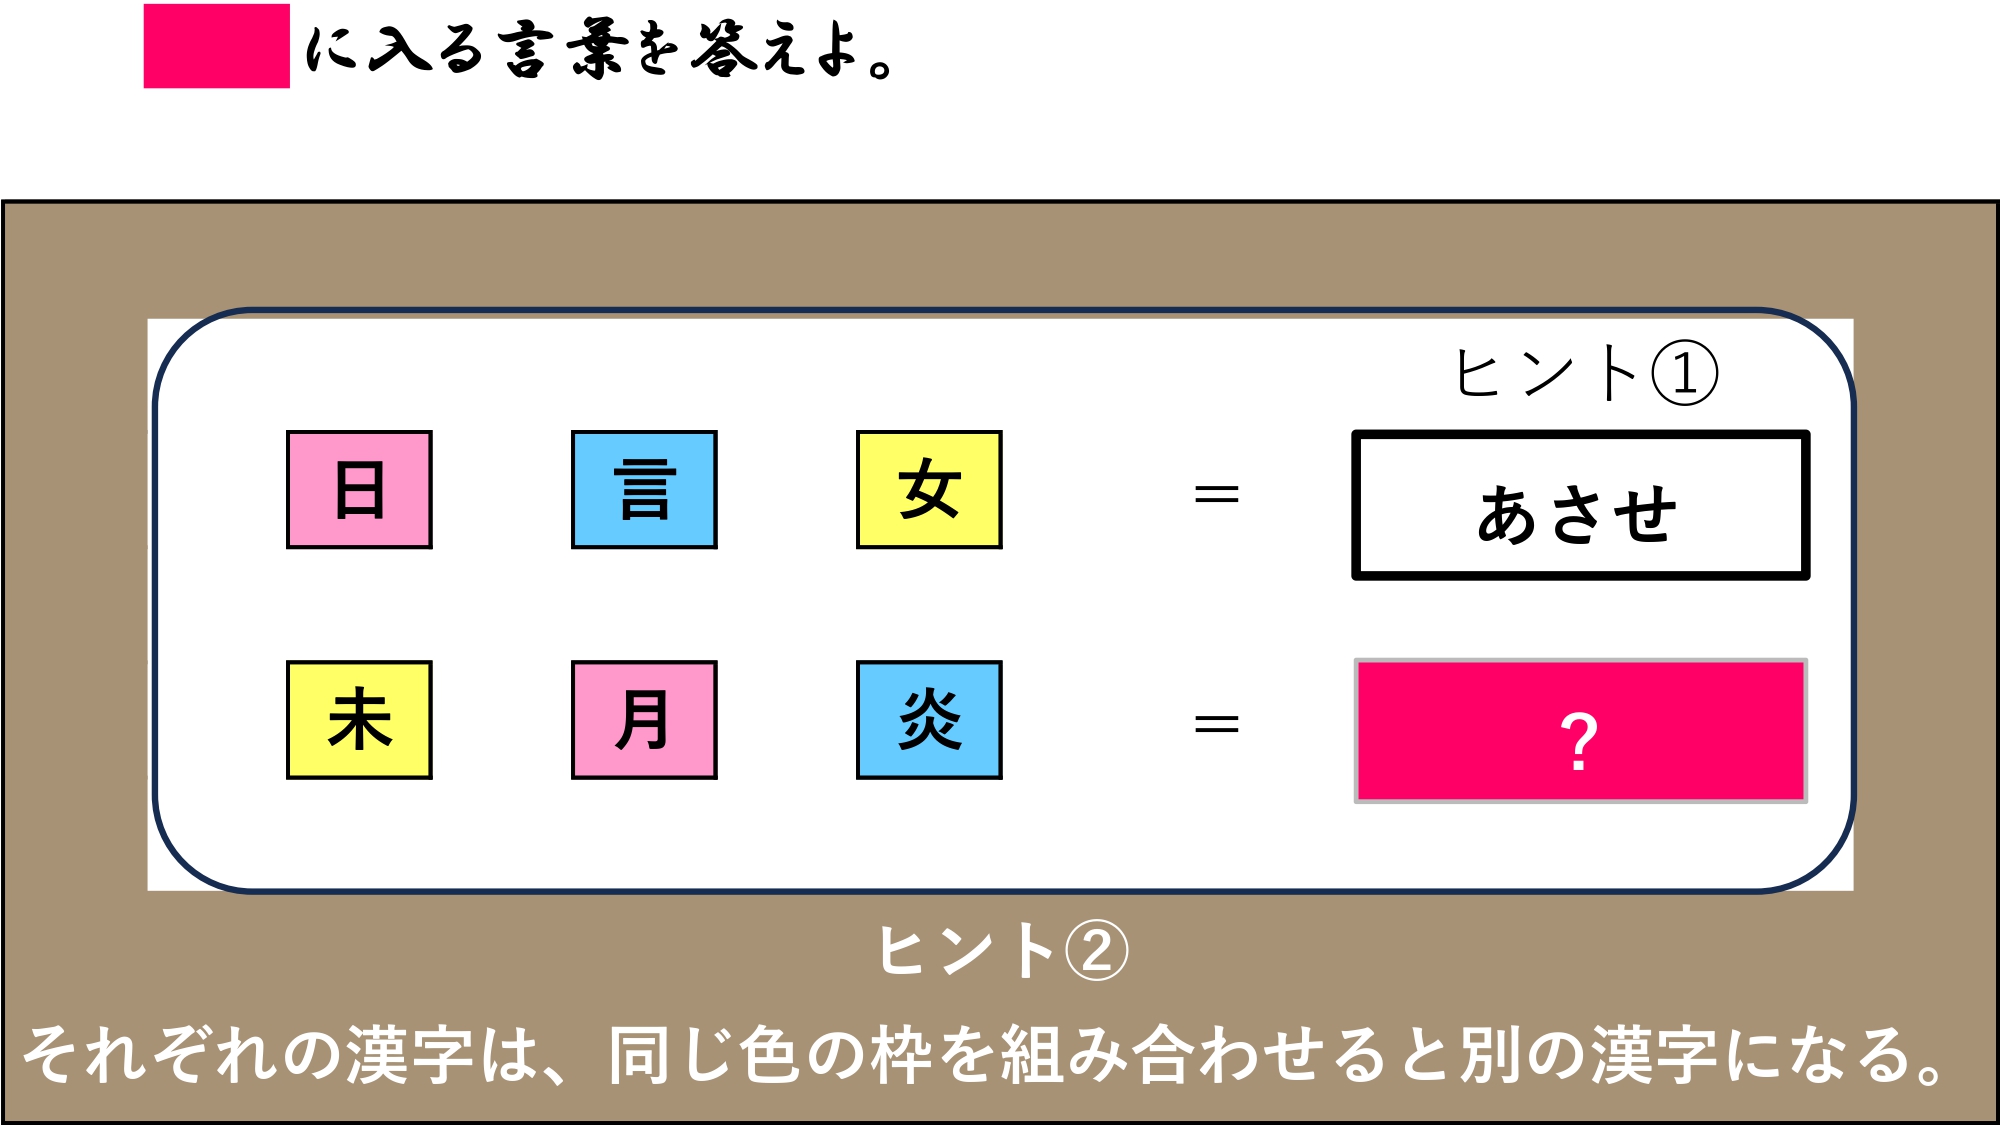 に入る言葉を答えよ。
ヒント①
日 言 女 = あさせ
未 月 炎 = ?
ヒント②
それぞれの漢字は、同じ色の枠を組み合わせると別の漢字になる。